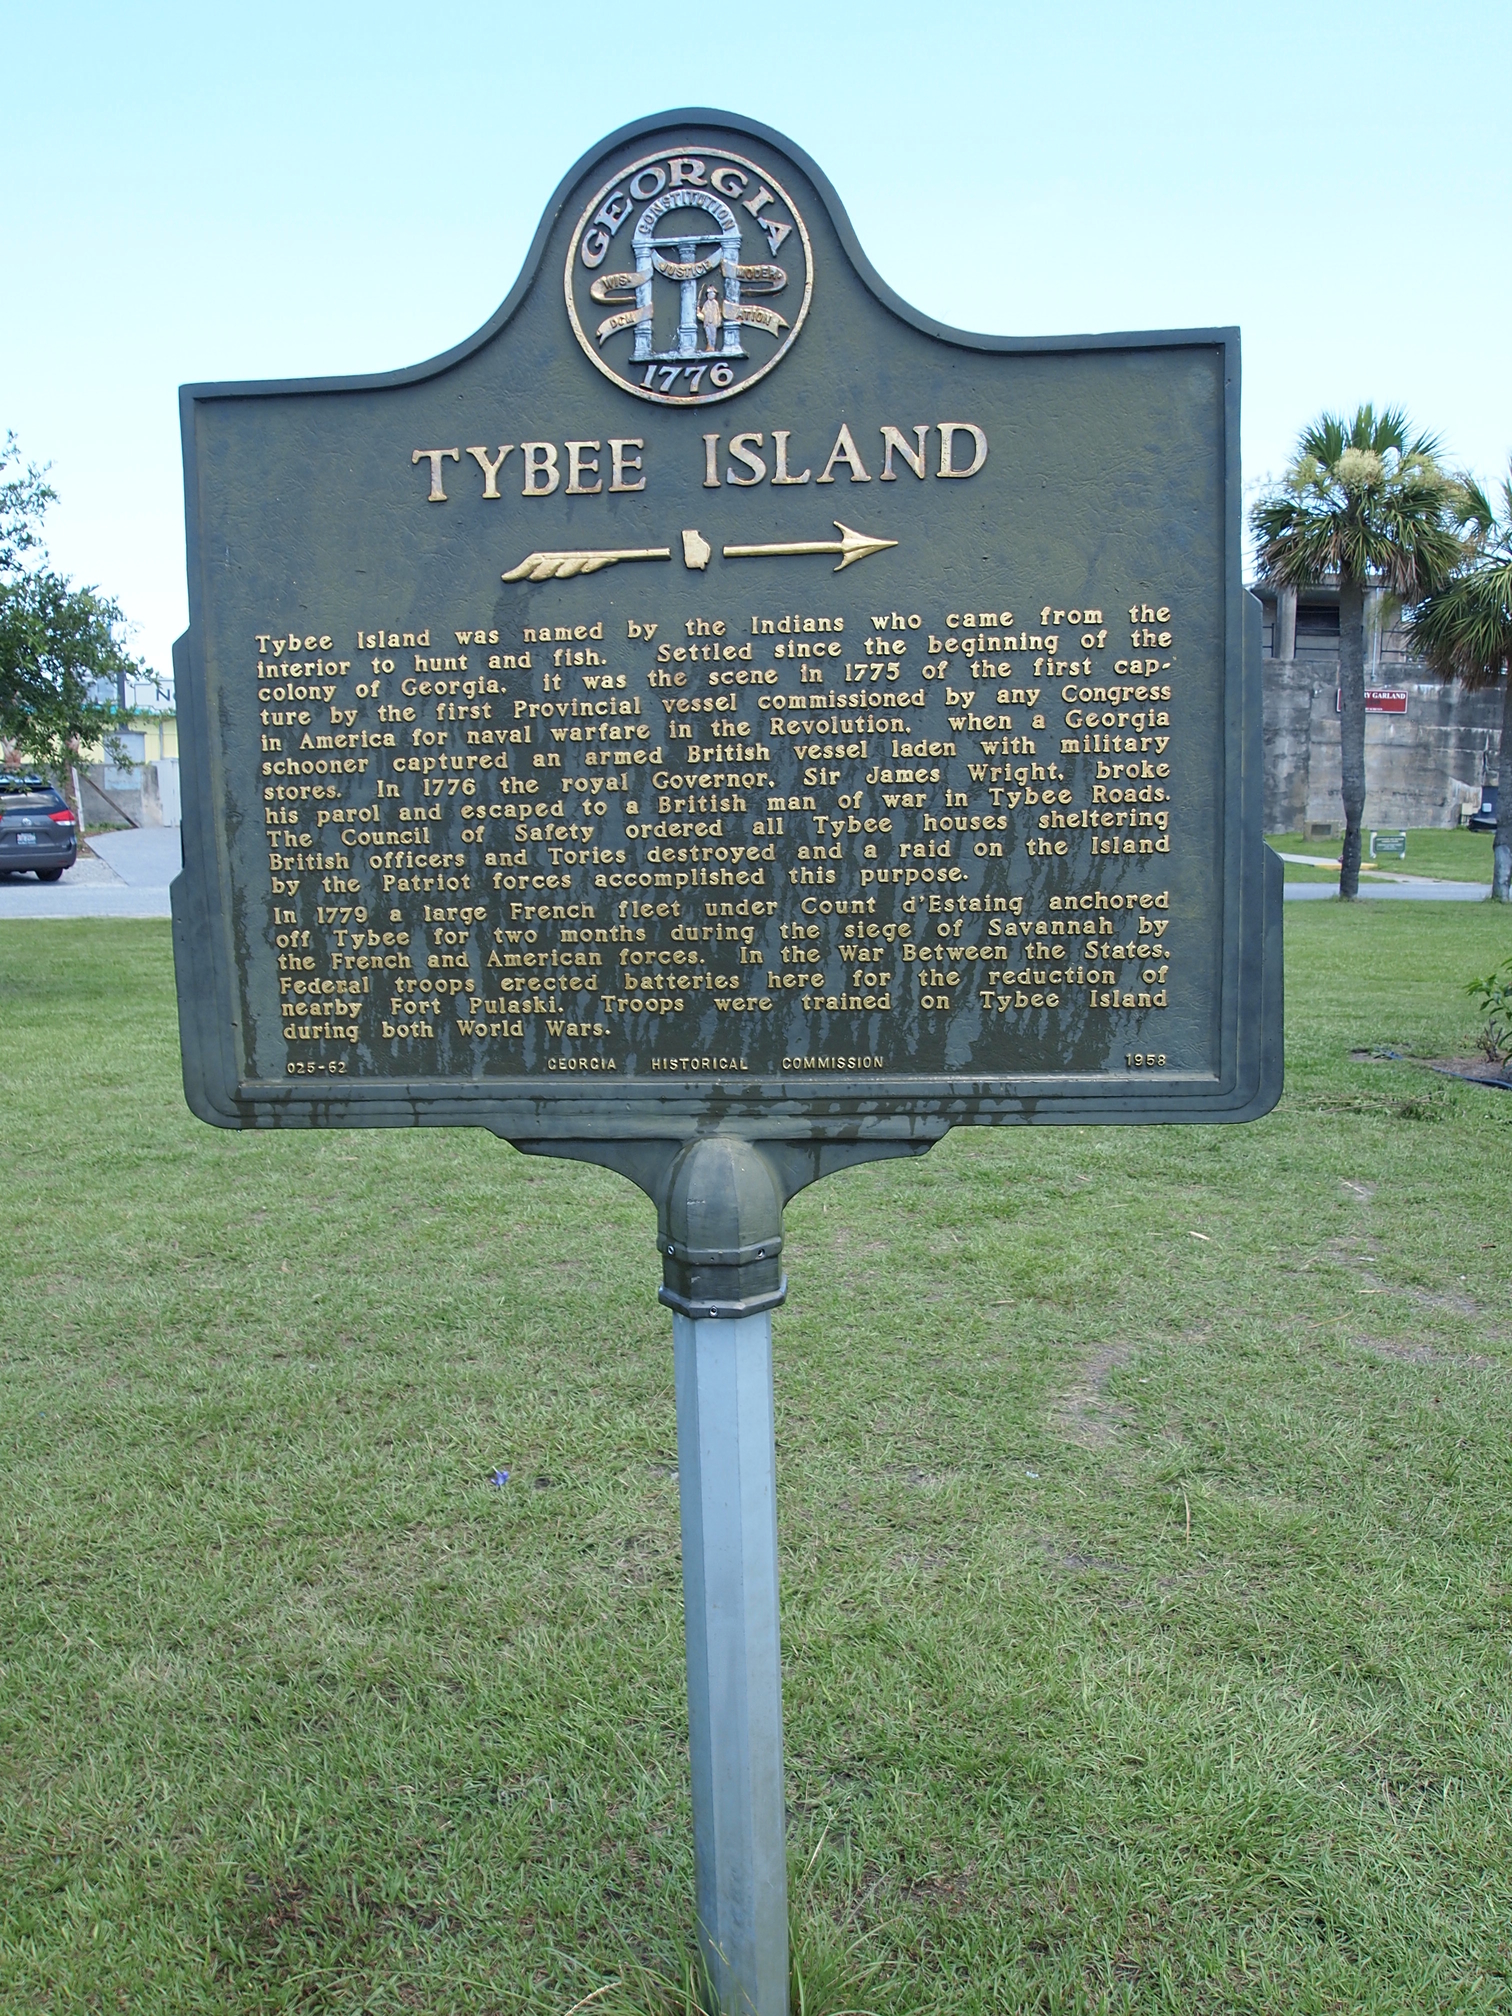 GEORGIA
CONSTITUTION
WIS- JUSTICE MODER-
DOM ATION
1776
TYBEE ISLAND
Tybee Island was named by the Indians who came from the
interior to hunt and fish. Settled since the beginning of the
colony of Georgia, it was the scene in 1775 of the first cap-
ture by the first Provincial vessel commissioned by any Congress
in America for naval warfare in the Revolution, when a Georgia
schooner captured an armed British vessel laden with military
stores. In 1776 the royal Governor, Sir James Wright, broke
his parol and escaped to a British man of war in Tybee Roads.
The Council of Safety ordered all Tybee houses sheltering
British officers and Tories destroyed and a raid on the Island
by the Patriot forces accomplished this purpose.
In 1779 a large French fleet under Count d'Estaing anchored
off Tybee for two months during the siege of Savannah by
the French and American forces. In the War Between the States,
Federal troops erected batteries here for the reduction of
nearby Fort Pulaski. Troops were trained on Tybee Island
during both World Wars.
025-62 GEORGIA HISTORICAL COMMISSION 1958
GARLAND